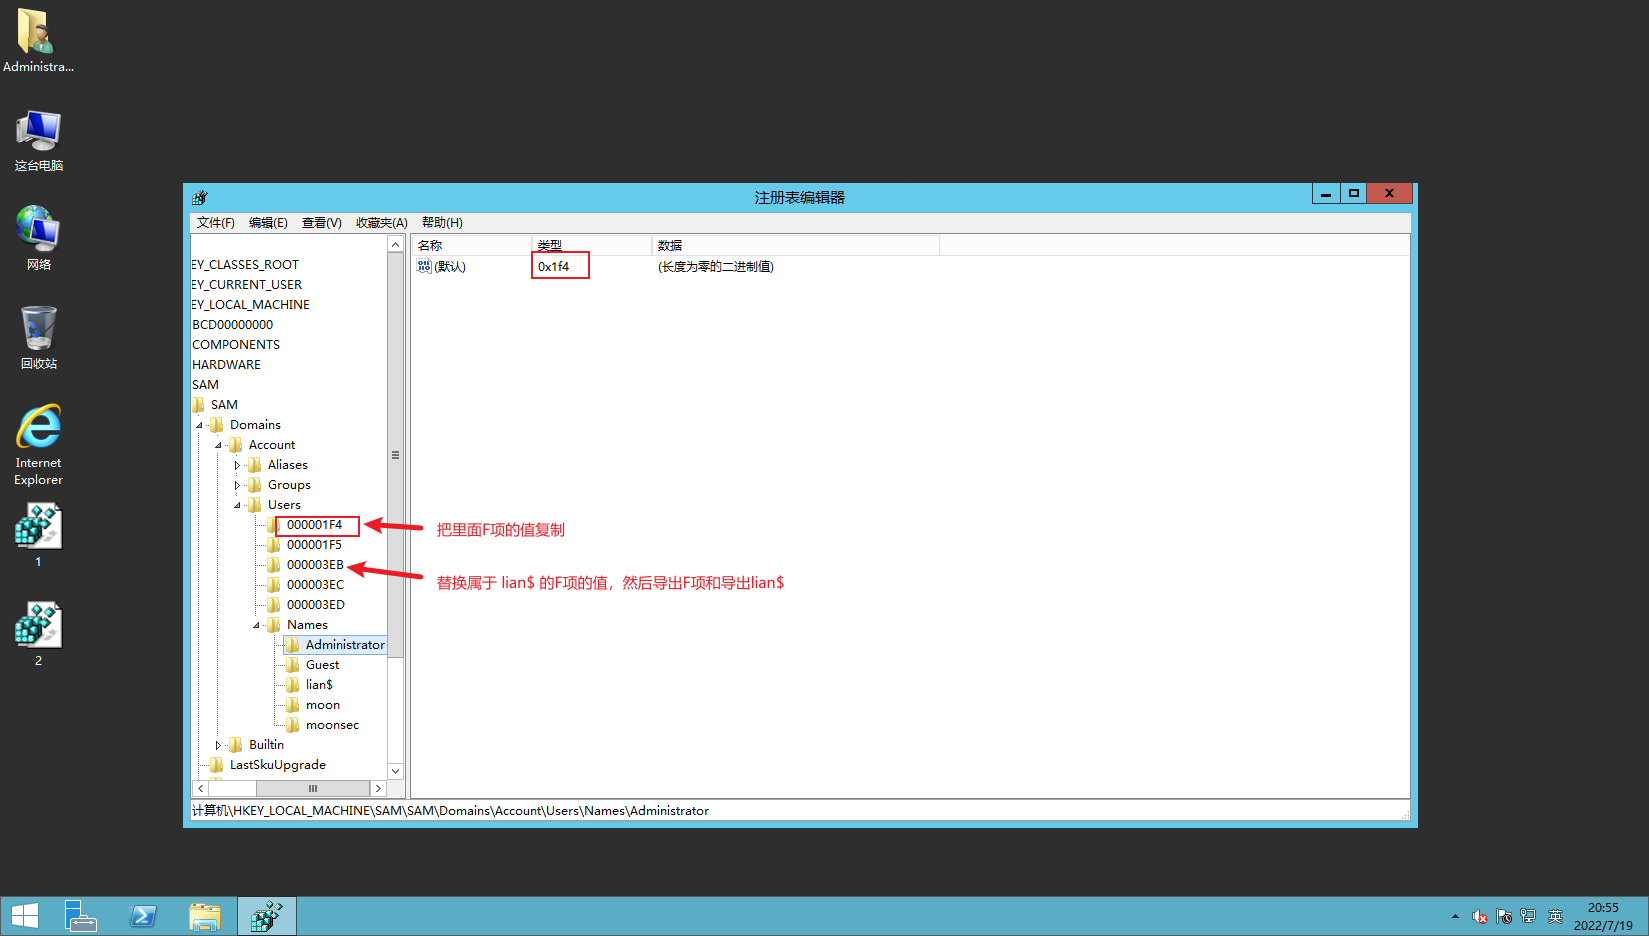 Administra...
这台电脑
网络
回收站
Internet
Explorer
1
2
注册表编辑器
文件(F) 编辑(E) 查看(V) 收藏夹(A) 帮助(H)
名称 类型 数据
(默认) 0x1f4 (长度为零的二进制值)
EY_CLASSES_ROOT
EY_CURRENT_USER
EY_LOCAL_MACHINE
BCD00000000
COMPONENTS
HARDWARE
SAM
SAM
Domains
Account
Aliases
Groups
Users
000001F4
把里面F项的值复制
000001F5
000003EB
替换属于 lian$ 的F项的值，然后导出F项和导出lian$
000003EC
000003ED
Names
Administrator
Guest
lian$
moon
moonsec
Builtin
LastSkuUpgrade
计算机\HKEY_LOCAL_MACHINE\SAM\SAM\Domains\Account\Users\Names\Administrator
英
20:55
2022/7/19